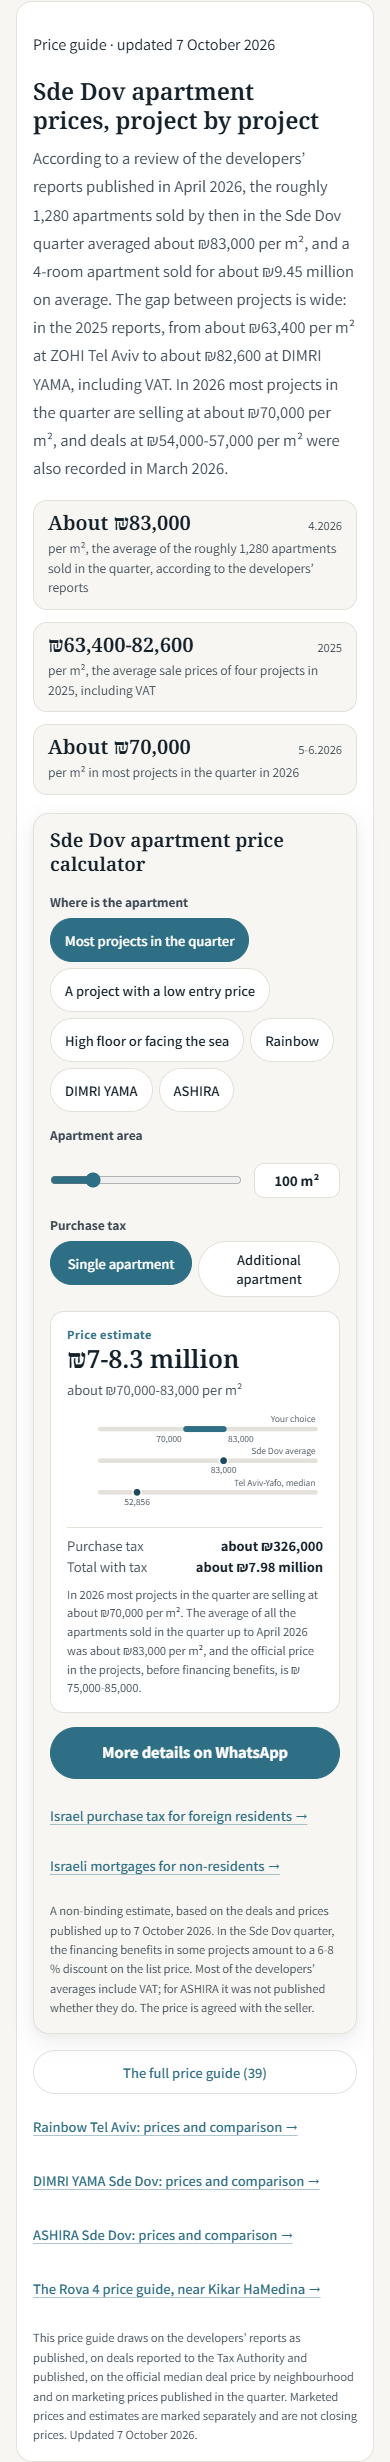 Price guide · updated 7 October 2026
Sde Dov apartment
prices, project by project
According to a review of the developers’
reports published in April 2026, the roughly
1,280 apartments sold by then in the Sde Dov
quarter averaged about ₪83,000 per m², and a
4-room apartment sold for about ₪9.45 million
on average. The gap between projects is wide:
in the 2025 reports, from about ₪63,400 per m²
at ZOHI Tel Aviv to about ₪82,600 at DIMRI
YAMA, including VAT. In 2026 most projects in
the quarter are selling at about ₪70,000 per
m², and deals at ₪54,000-57,000 per m² were
also recorded in March 2026.
About ₪83,000 4.2026
per m², the average of the roughly 1,280 apartments
sold in the quarter, according to the developers’
reports
₪63,400-82,600 2025
per m², the average sale prices of four projects in
2025, including VAT
About ₪70,000 5-6.2026
per m² in most projects in the quarter in 2026
Sde Dov apartment price
calculator
Where is the apartment
Most projects in the quarter
A project with a low entry price
High floor or facing the sea Rainbow
DIMRI YAMA ASHIRA
Apartment area
100 m²
Purchase tax
Single apartment Additional
apartment
Price estimate
₪7-8.3 million
about ₪70,000-83,000 per m²
Your choice
70,000 83,000
Sde Dov average
83,000
Tel Aviv-Yafo, median
52,856
Purchase tax about ₪326,000
Total with tax about ₪7.98 million
In 2026 most projects in the quarter are selling at
about ₪70,000 per m². The average of all the
apartments sold in the quarter up to April 2026
was about ₪83,000 per m², and the official price
in the projects, before financing benefits, is ₪
75,000-85,000.
More details on WhatsApp
Israel purchase tax for foreign residents →
Israeli mortgages for non-residents →
A non-binding estimate, based on the deals and prices
published up to 7 October 2026. In the Sde Dov quarter,
the financing benefits in some projects amount to a 6-8
% discount on the list price. Most of the developers’
averages include VAT; for ASHIRA it was not published
whether they do. The price is agreed with the seller.
The full price guide (39)
Rainbow Tel Aviv: prices and comparison →
DIMRI YAMA Sde Dov: prices and comparison →
ASHIRA Sde Dov: prices and comparison →
The Rova 4 price guide, near Kikar HaMedina →
This price guide draws on the developers’ reports as
published, on deals reported to the Tax Authority and
published, on the official median deal price by neighbourhood
and on marketing prices published in the quarter. Marketed
prices and estimates are marked separately and are not closing
prices. Updated 7 October 2026.